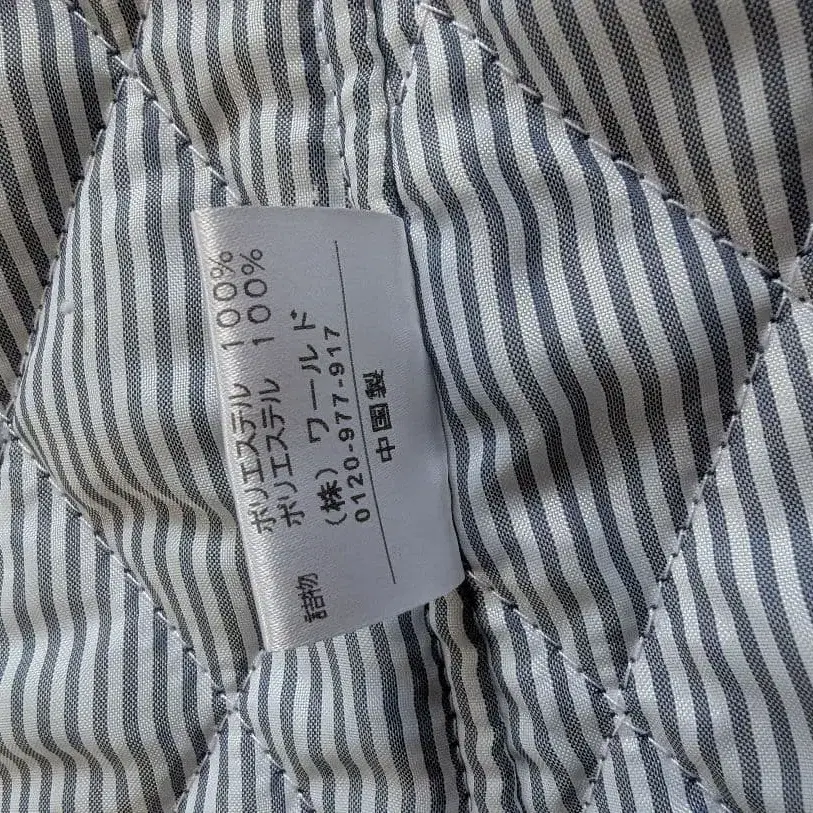 ポリエステル 100%
詰物 ポリエステル 100%
(株) ワールド
0120-977-917
中国製